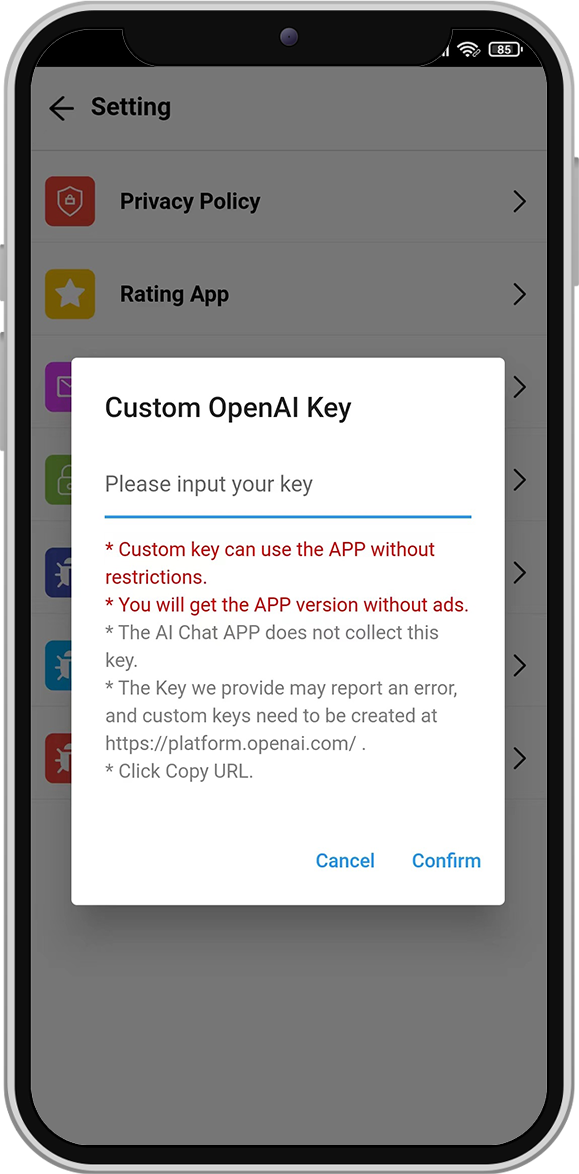 85
Setting
Privacy Policy
Rating App
Custom OpenAI Key
Please input your key
* Custom key can use the APP without
restrictions.
* You will get the APP version without ads.
* The AI Chat APP does not collect this
key.
* The Key we provide may report an error,
and custom keys need to be created at
https://platform.openai.com/ .
* Click Copy URL.
Cancel
Confirm